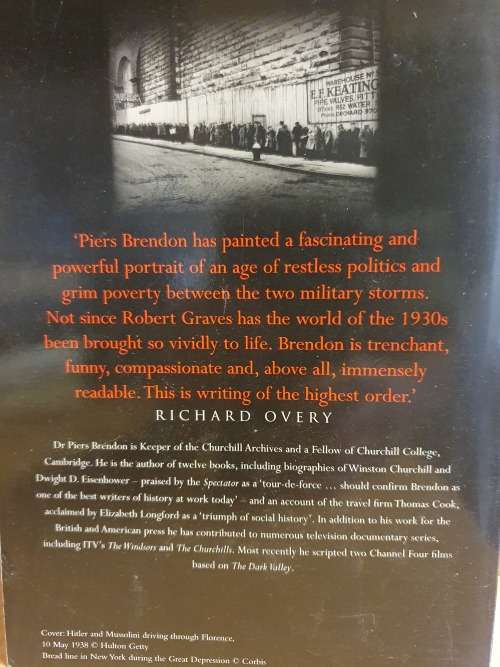 WAREHOUSE Nº
E.F. KEATING
PIPE VALVES, FITT
OFFICE 452 WATER
ORCHARD
'Piers Brendon has painted a fascinating and
powerful portrait of an age of restless politics and
grim poverty between the two military storms.
Not since Robert Graves has the world of the 1930s
been brought so vividly to life. Brendon is trenchant,
funny, compassionate and, above all, immensely
readable. This is writing of the highest order.'
RICHARD OVERY
Dr Piers Brendon is Keeper of the Churchill Archives and a Fellow of Churchill College,
Cambridge. He is the author of twelve books, including biographies of Winston Churchill and
Dwight D. Eisenhower – praised by the Spectator as a 'tour-de-force ... should confirm Brendon as
one of the best writers of history at work today' – and an account of the travel firm Thomas Cook,
acclaimed by Elizabeth Longford as a 'triumph of social history'. In addition to his work for the
British and American press he has contributed to numerous television documentary series,
including ITV's The Windsors and The Churchills. Most recently he scripted two Channel Four films
based on The Dark Valley.
Cover: Hitler and Mussolini driving through Florence,
10 May 1938 © Hulton Getty
Bread line in New York during the Great Depression © Corbis